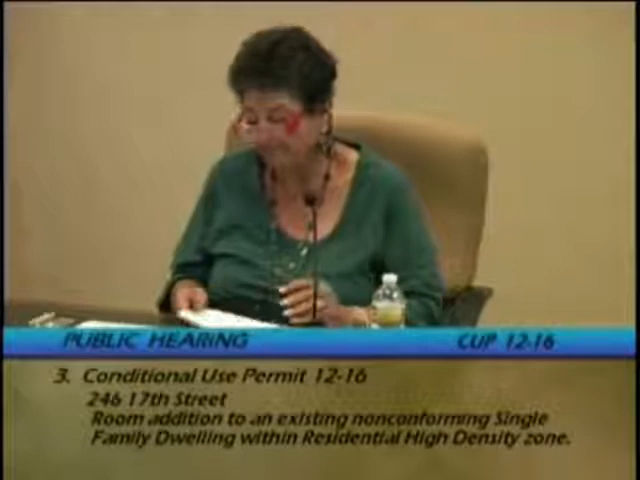 PUBLIC HEARING CUP 12-16
3. Conditional Use Permit 12-16
246 17th Street
Room addition to an existing nonconforming Single
Family Dwelling within Residential High Density zone.